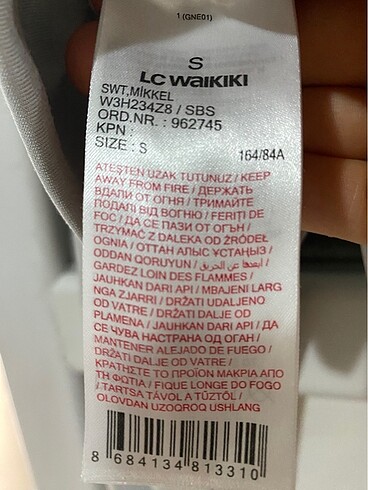 1 (GNE01)
S
LC WAIKIKI
SWT,MİKKEL
W3H234Z8 / SBS
ORD.NR. : 962745
KPN :
SIZE : S
164/84A
ATEŞTEN UZAK TUTUNUZ / KEEP
AWAY FROM FIRE / ДЕРЖАТЬ
ВДАЛИ ОТ ОГНЯ / ТРИМАЙТЕ
ПОДАЛІ ВІД ВОГНЮ / FERIȚI DE
FOC / ДА СЕ ПАЗИ ОТ ОГЪН /
TRZYMAĆ Z DALEKA OD ŹRÓDEŁ
OGNIA / ОТТАН АЛЫС ҰСТАҢЫЗ /
ODDAN QORUYUN / أبعدها عن الحريق /
GARDEZ LOIN DES FLAMMES /
JAUHKAN DARI API / MBAJENI LARG
NGA ZJARRI / DRŽATI UDALJENO
OD VATRE / DRŽATI DALJE OD
PLAMENA / JAUHKAN DARI API / ДА
СЕ ЧУВА НАСТРАНА ОД ОГАН /
MANTENER ALEJADO DE FUEGO /
DRŽATI DALJE OD VATRE /
ΚΡΑΤΗΣΤΕ ΤΟ ΠΡΟΪΟΝ ΜΑΚΡΙΑ ΑΠΟ
ΤΗ ΦΩΤΙΑ / FIQUE LONGE DO FOGO
/ TARTSA TÁVOL A TŰZTŐL /
OLOVDAN UZOQROQ USHLANG
8 684134 813310